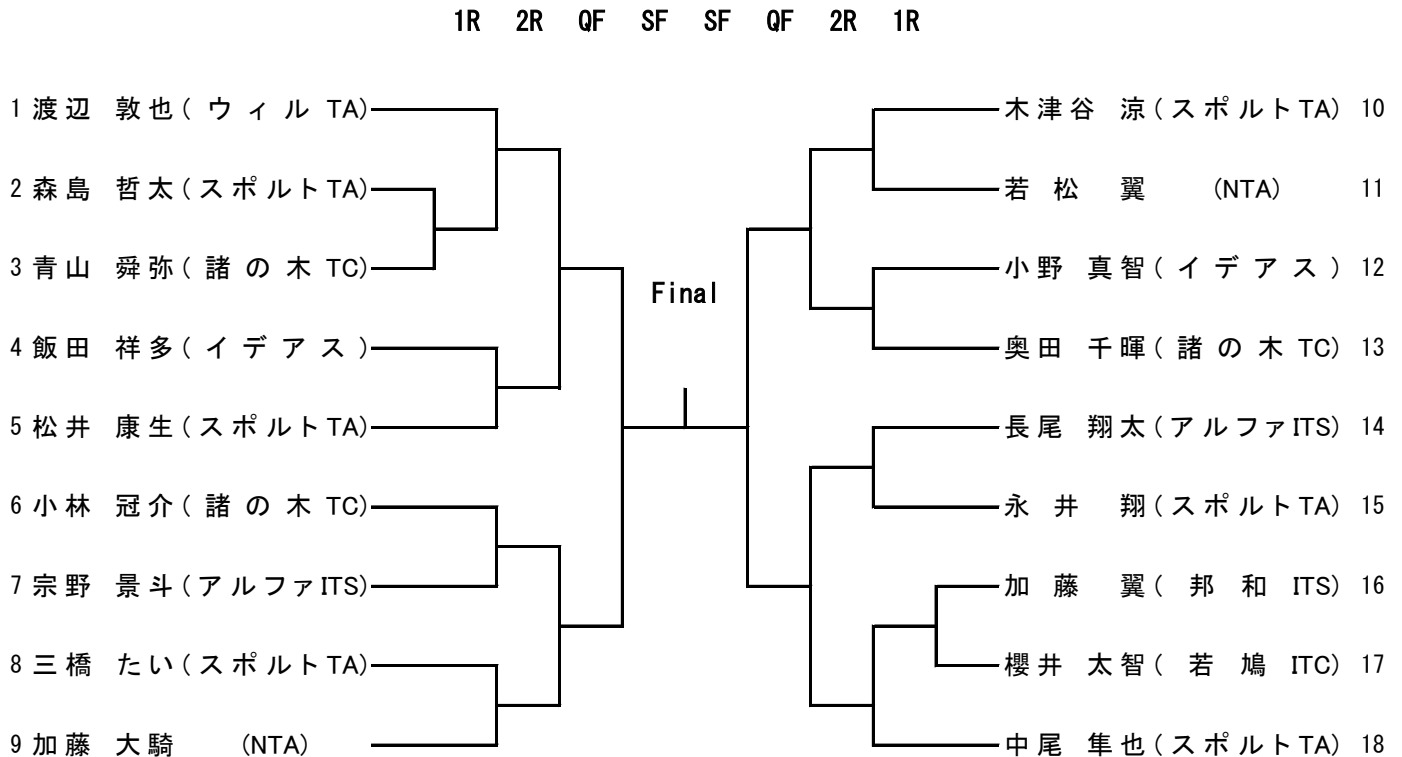 1R 2R QF SF SF QF 2R 1R
1 渡辺 敦也(ウィル TA)
2 森島 哲太(スポルトTA)
3 青山 舜弥(諸の木 TC)
4 飯田 祥多(イデアス)
5 松井 康生(スポルトTA)
6 小林 冠介(諸の木 TC)
7 宗野 景斗(アルファITS)
8 三橋 たい(スポルトTA)
9 加藤 大騎 (NTA)
Final
木津谷 涼(スポルトTA) 10
若松 翼 (NTA) 11
小野 真智(イデアス) 12
奥田 千暉(諸の木 TC) 13
長尾 翔太(アルファITS) 14
永井 翔(スポルトTA) 15
加藤 翼(邦和 ITS) 16
櫻井 太智(若鳩 ITC) 17
中尾 隼也(スポルトTA) 18